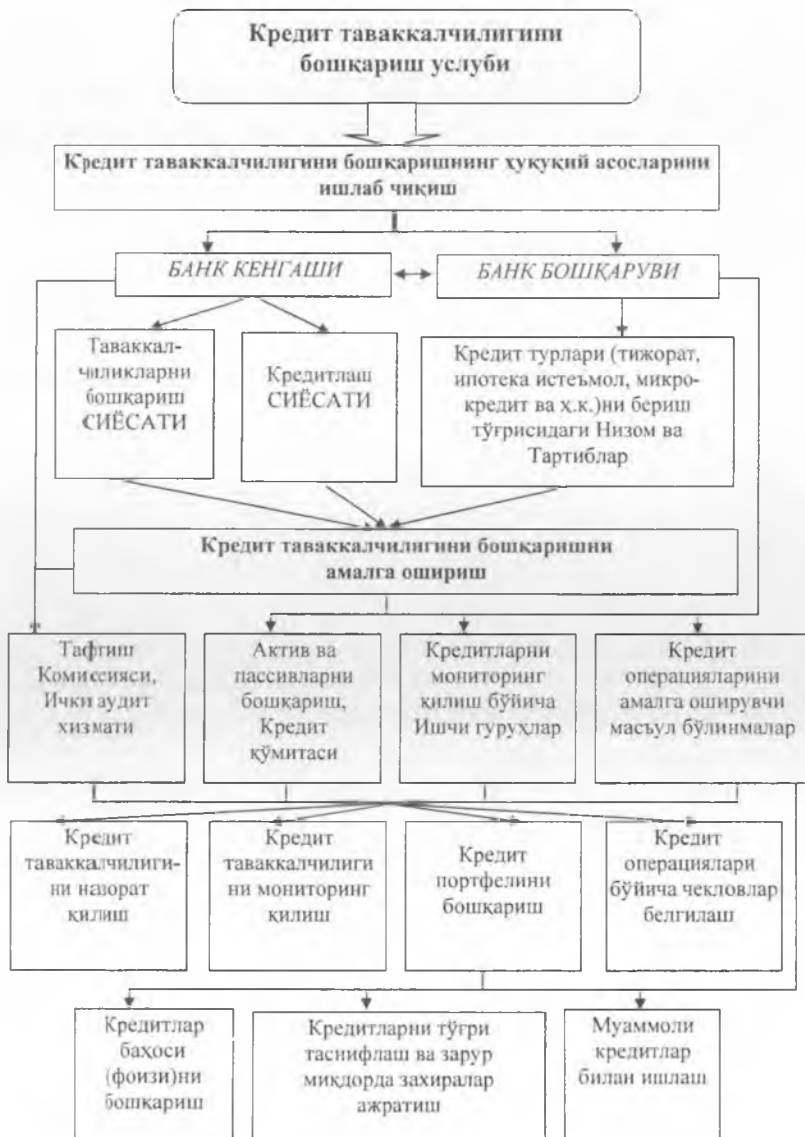 Кредит таваккалчилигини
бошқариш услуби
Кредит таваккалчилигини бошқаришнинг ҳуқуқий асосларини
ишлаб чиқиш
БАНК КЕНГАШИ
БАНК БОШҚАРУВИ
Таваккал-
чиликларни
бошқариш
СИЁСАТИ
Кредитлаш
СИЁСАТИ
Кредит турлари (тижорат,
ипотека истеъмол, микро-
кредит ва ҳ.к.)ни бериш
тўғрисидаги Низом ва
Тартиблар
Кредит таваккалчилигини бошқаришни
амалга ошириш
Тафтиш
Комиссияси,
Ички аудит
хизмати
Актив ва
пассивларни
бошқариш,
Кредит
қўмитаси
Кредитларни
мониторинг
қилиш бўйича
Ишчи гуруҳлар
Кредит
операцияларини
амалга оширувчи
масъул бўлинмалар
Кредит
таваккалчилиги-
ни назорат
қилиш
Кредит
таваккалчилиги
ни мониторинг
қилиш
Кредит
портфелини
бошқариш
Кредит
операциялари
бўйича чекловлар
белгилаш
Кредитлар
баҳоси
(фоизи)ни
бошқариш
Кредитларни тўғри
таснифлаш ва зарур
миқдорда захиралар
ажратиш
Муаммоли
кредитлар
билан ишлаш